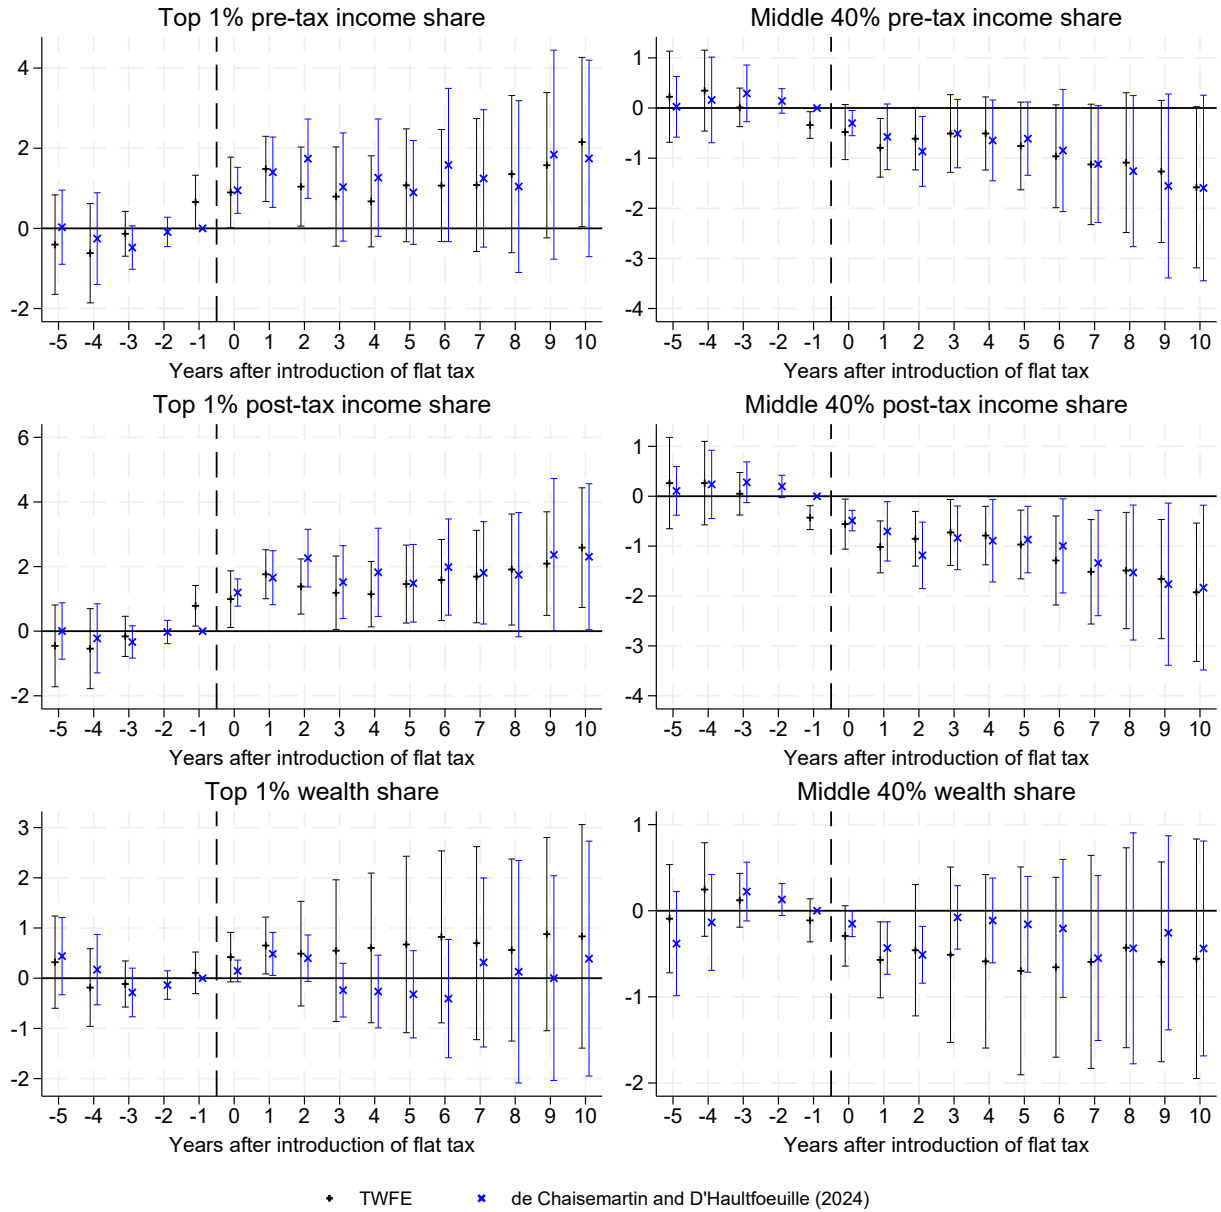 Top 1% pre-tax income share
4
2
0
-2
-5 -4 -3 -2 -1 0 1 2 3 4 5 6 7 8 9 10
Years after introduction of flat tax
Middle 40% pre-tax income share
1
0
-1
-2
-3
-4
-5 -4 -3 -2 -1 0 1 2 3 4 5 6 7 8 9 10
Years after introduction of flat tax
Top 1% post-tax income share
6
4
2
0
-2
-5 -4 -3 -2 -1 0 1 2 3 4 5 6 7 8 9 10
Years after introduction of flat tax
Middle 40% post-tax income share
1
0
-1
-2
-3
-4
-5 -4 -3 -2 -1 0 1 2 3 4 5 6 7 8 9 10
Years after introduction of flat tax
Top 1% wealth share
3
2
1
0
-1
-2
-5 -4 -3 -2 -1 0 1 2 3 4 5 6 7 8 9 10
Years after introduction of flat tax
Middle 40% wealth share
1
0
-1
-2
-5 -4 -3 -2 -1 0 1 2 3 4 5 6 7 8 9 10
Years after introduction of flat tax
TWFE de Chaisemartin and D'Haultfoeuille (2024)